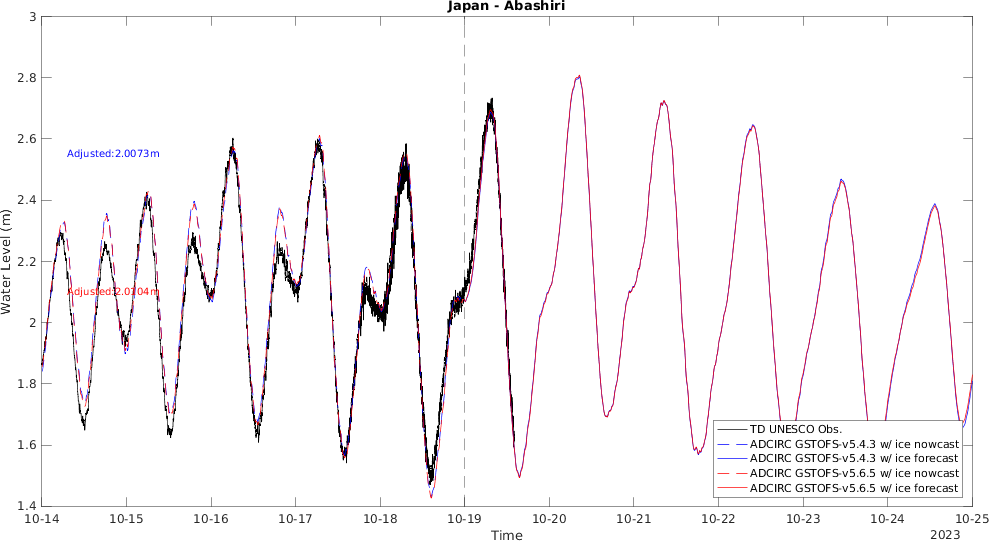 Japan - Abashiri
3
2.8
2.6
2.4
2.2
2
1.8
1.6
1.4
Water Level (m)
Adjusted:2.0073m
Adjusted:2.0104m
TD UNESCO Obs.
ADCIRC GSTOFS-v5.4.3 w/ ice nowcast
ADCIRC GSTOFS-v5.4.3 w/ ice forecast
ADCIRC GSTOFS-v5.6.5 w/ ice nowcast
ADCIRC GSTOFS-v5.6.5 w/ ice forecast
10-14 10-15 10-16 10-17 10-18 10-19 10-20 10-21 10-22 10-23 10-24 10-25
Time
2023